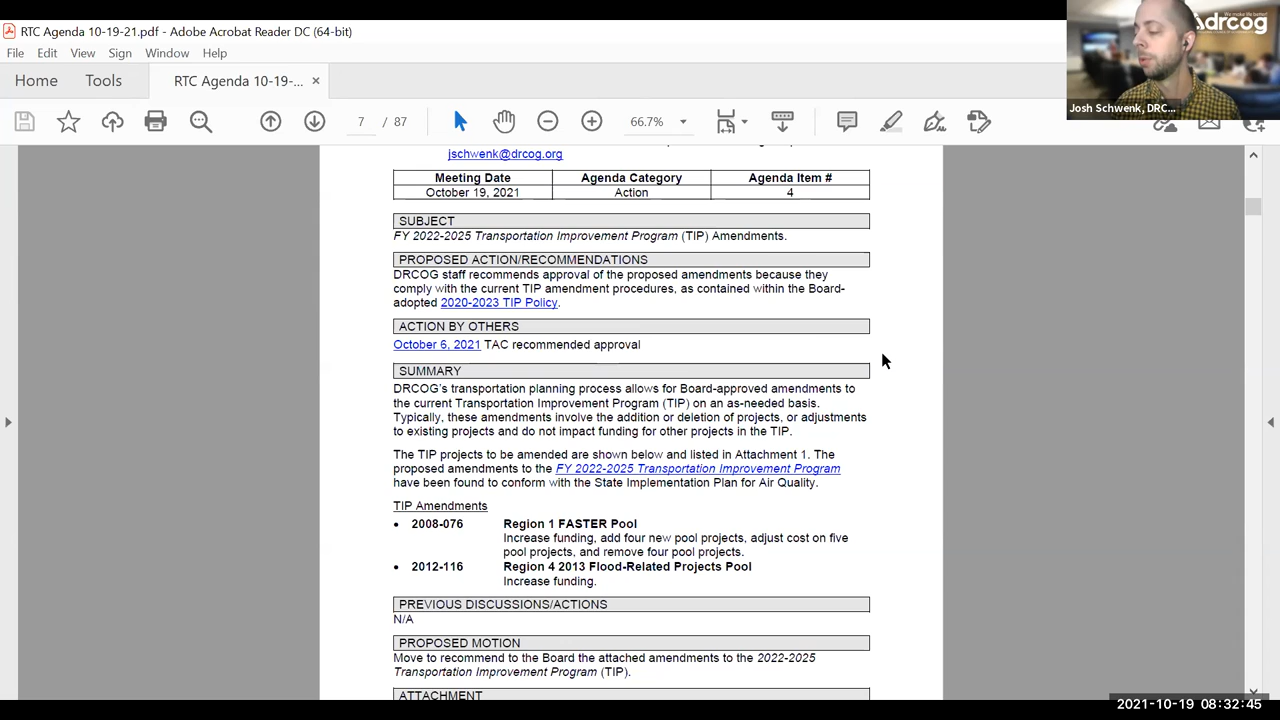 RTC Agenda 10-19-21.pdf - Adobe Acrobat Reader DC (64-bit)
File Edit View Sign Window Help
Home Tools RTC Agenda 10-19-... ×
7 / 87 66.7%
We make life better!
drcog
Josh Schwenk, DRC...
jschwenk@drcog.org
Meeting Date Agenda Category Agenda Item #
October 19, 2021 Action 4
SUBJECT
FY 2022-2025 Transportation Improvement Program (TIP) Amendments.
PROPOSED ACTION/RECOMMENDATIONS
DRCOG staff recommends approval of the proposed amendments because they
comply with the current TIP amendment procedures, as contained within the Board-
adopted 2020-2023 TIP Policy.
ACTION BY OTHERS
October 6, 2021 TAC recommended approval
SUMMARY
DRCOG's transportation planning process allows for Board-approved amendments to
the current Transportation Improvement Program (TIP) on an as-needed basis.
Typically, these amendments involve the addition or deletion of projects, or adjustments
to existing projects and do not impact funding for other projects in the TIP.
The TIP projects to be amended are shown below and listed in Attachment 1. The
proposed amendments to the FY 2022-2025 Transportation Improvement Program
have been found to conform with the State Implementation Plan for Air Quality.
TIP Amendments
• 2008-076 Region 1 FASTER Pool
Increase funding, add four new pool projects, adjust cost on five
pool projects, and remove four pool projects.
• 2012-116 Region 4 2013 Flood-Related Projects Pool
Increase funding.
PREVIOUS DISCUSSIONS/ACTIONS
N/A
PROPOSED MOTION
Move to recommend to the Board the attached amendments to the 2022-2025
Transportation Improvement Program (TIP).
ATTACHMENT
2021-10-19 08:32:45